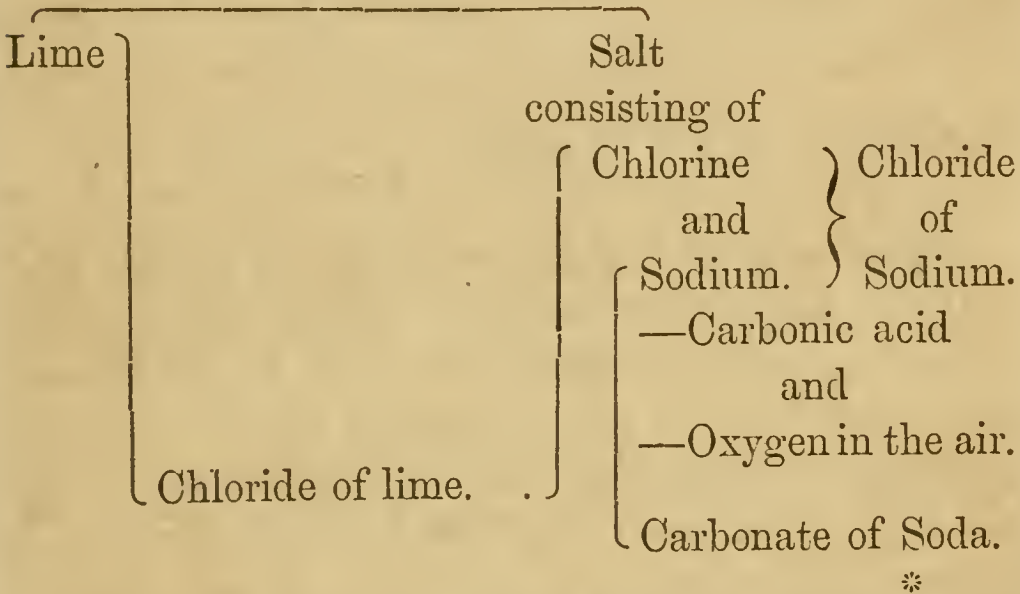 Lime Salt
consisting of
Chlorine Chloride
and of
Sodium. Sodium.
—Carbonic acid
and
—Oxygen in the air.
Chloride of lime. .
Carbonate of Soda.
*